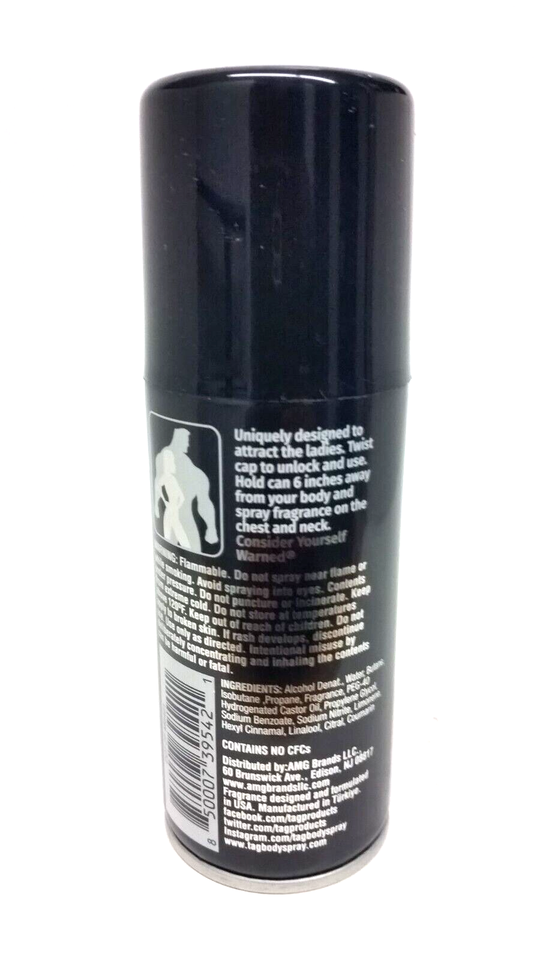 Uniquely designed to
attract the ladies. Twist
cap to unlock and use.
Hold can 6 inches away
from your body and
spray fragrance on the
chest and neck.
Consider Yourself
Warned®
WARNING: Flammable. Do not spray near flame or
smoking. Avoid spraying into eyes. Contents
pressure. Do not puncture or incinerate. Keep
extreme cold. Do not store at temperatures
120°F. Keep out of reach of children. Do not
broken skin. If rash develops, discontinue
only as directed. Intentional misuse by
concentrating and inhaling the contents
be harmful or fatal.
INGREDIENTS: Alcohol Denat., Water, Butane,
Isobutane ,Propane, Fragrance, PEG-40
Hydrogenated Castor Oil, Propylene Glycol,
Sodium Benzoate, Sodium Nitrite, Limonene,
Hexyl Cinnamal, Linalool, Citral, Coumarin
CONTAINS NO CFCs
Distributed by:AMG Brands LLC.
60 Brunswick Ave., Edison, NJ 08817
www.amgbrandsllc.com
Fragrance designed and formulated
in USA. Manufactured in Türkiye.
facebook.com/tagproducts
twitter.com/tagproducts
Instagram.com/tagbodyspray
www.tagbodyspray.com
8 50007 39542 1